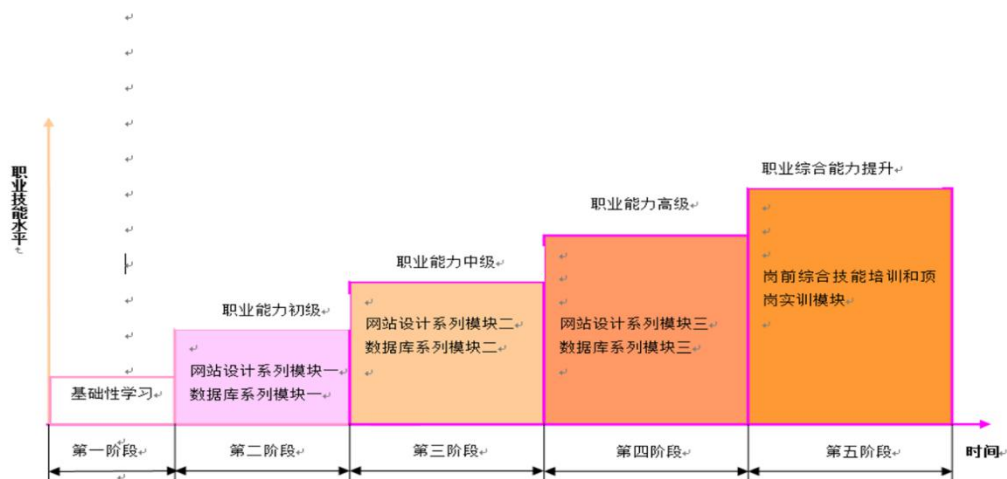 职业技能水平
职业综合能力提升
职业能力高级
职业能力中级
职业能力初级
岗前综合技能培训和顶
岗实训模块
网站设计系列模块三
数据库系列模块三
网站设计系列模块二
数据库系列模块二
网站设计系列模块一
数据库系列模块一
基础性学习
第一阶段
第二阶段
第三阶段
第四阶段
第五阶段
时间